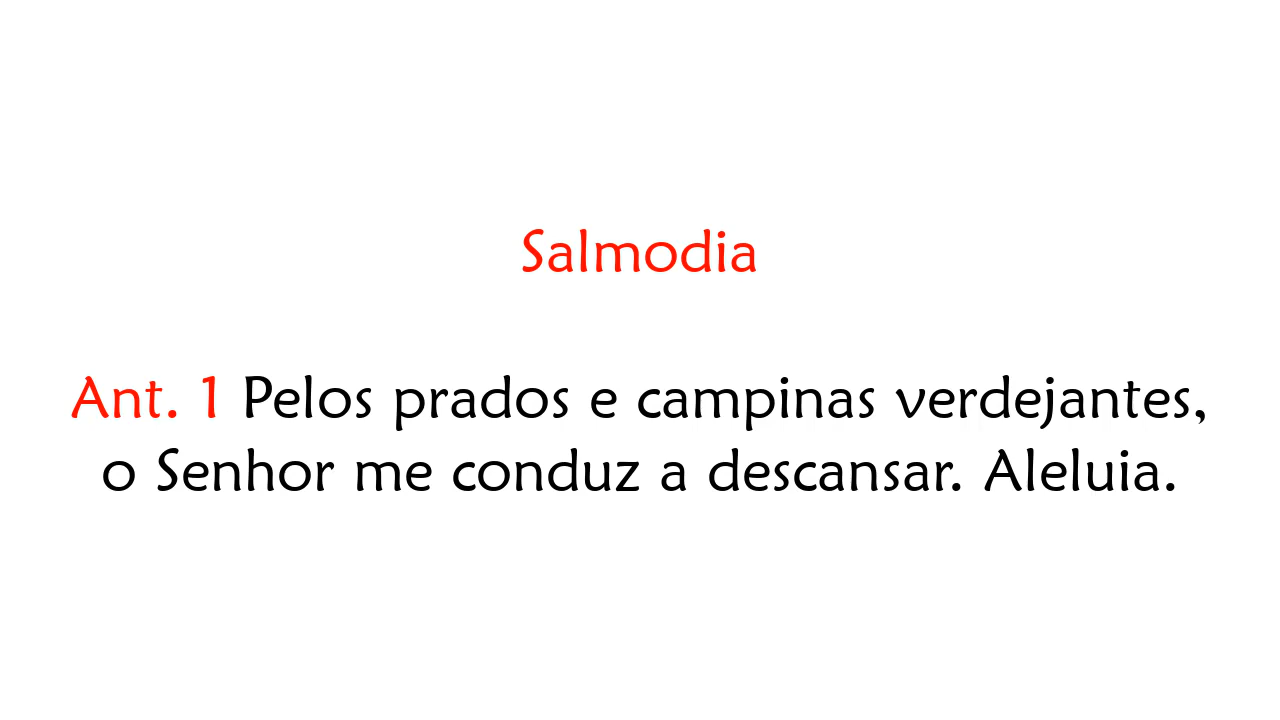 Salmodia
Ant. 1 Pelos prados e campinas verdejantes,
o Senhor me conduz a descansar. Aleluia.